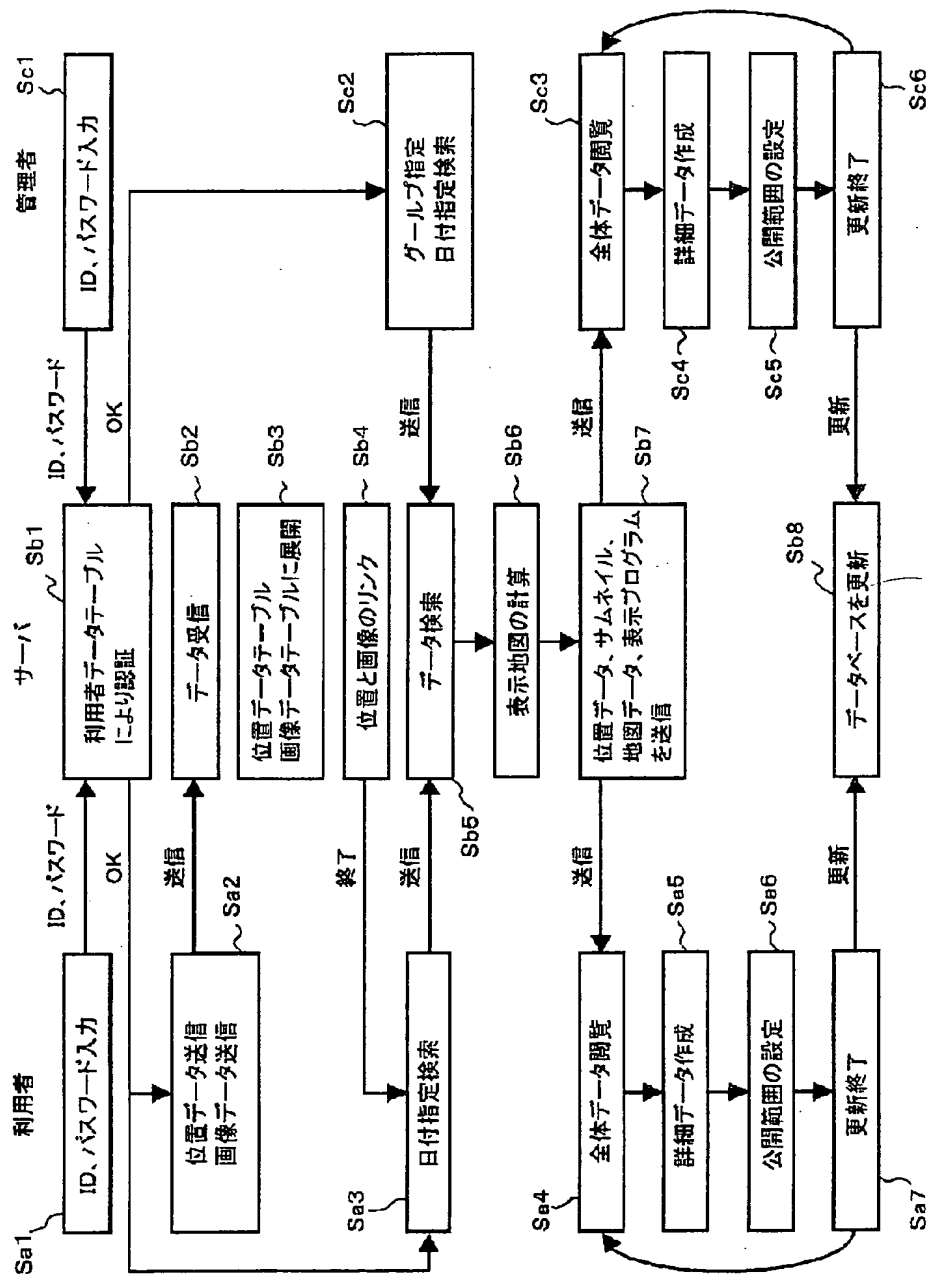 利用者
サーバ
管理者
Sa1
ID、パスワード入力
ID、パスワード
Sb1
利用者データテーブル
により認証
ID、パスワード
Sc1
ID、パスワード入力
OK
OK
Sa2
位置データ送信
画像データ送信
送信
データ受信
Sb2
位置データテーブル
画像データテーブルに展開
Sb3
位置と画像のリンク
Sb4
終了
Sa3
日付指定検索
送信
Sb5
データ検索
送信
Sc2
グールプ指定
日付指定検索
表示地図の計算
Sb6
位置データ、サムネイル、
地図データ、表示プログラム
を送信
Sb7
送信
送信
Sa4
全体データ閲覧
Sc3
全体データ閲覧
詳細データ作成
Sa5
Sc4
詳細データ作成
公開範囲の設定
Sa6
Sc5
公開範囲の設定
Sa7
更新終了
更新
Sb8
データベースを更新
更新
更新終了
Sc6